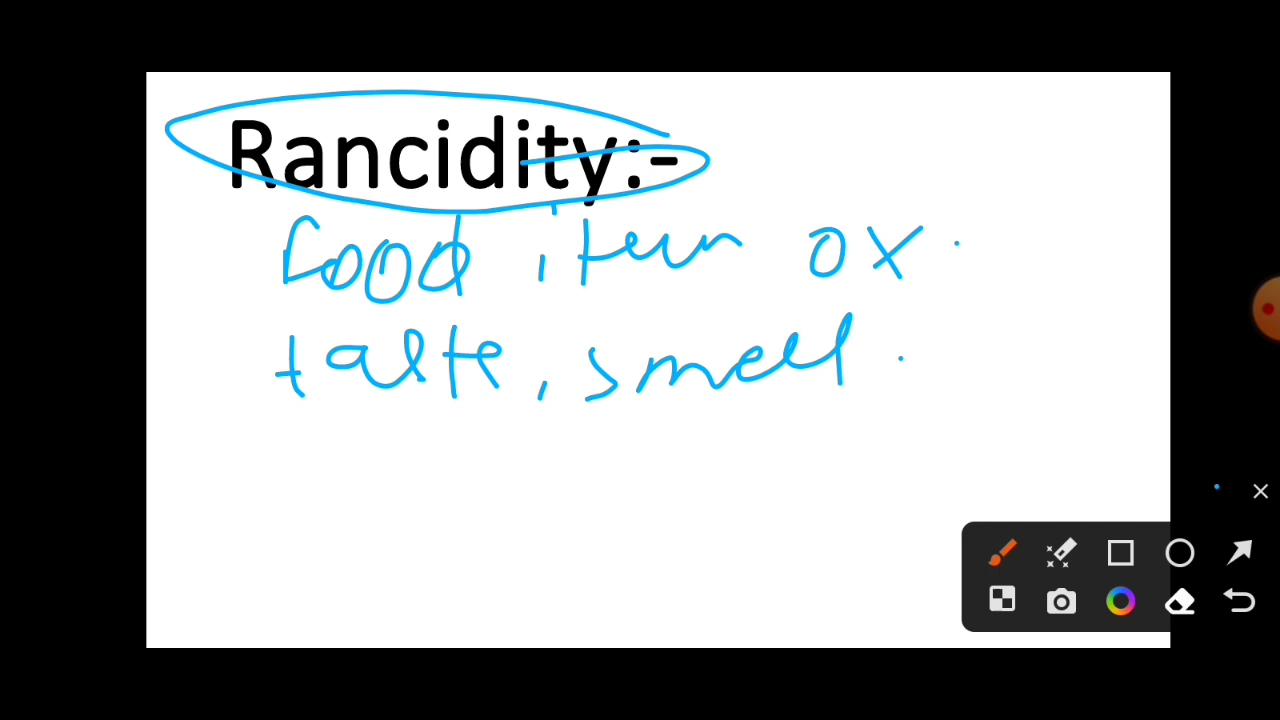 Rancidity:-
food item ox.
taste, smell.